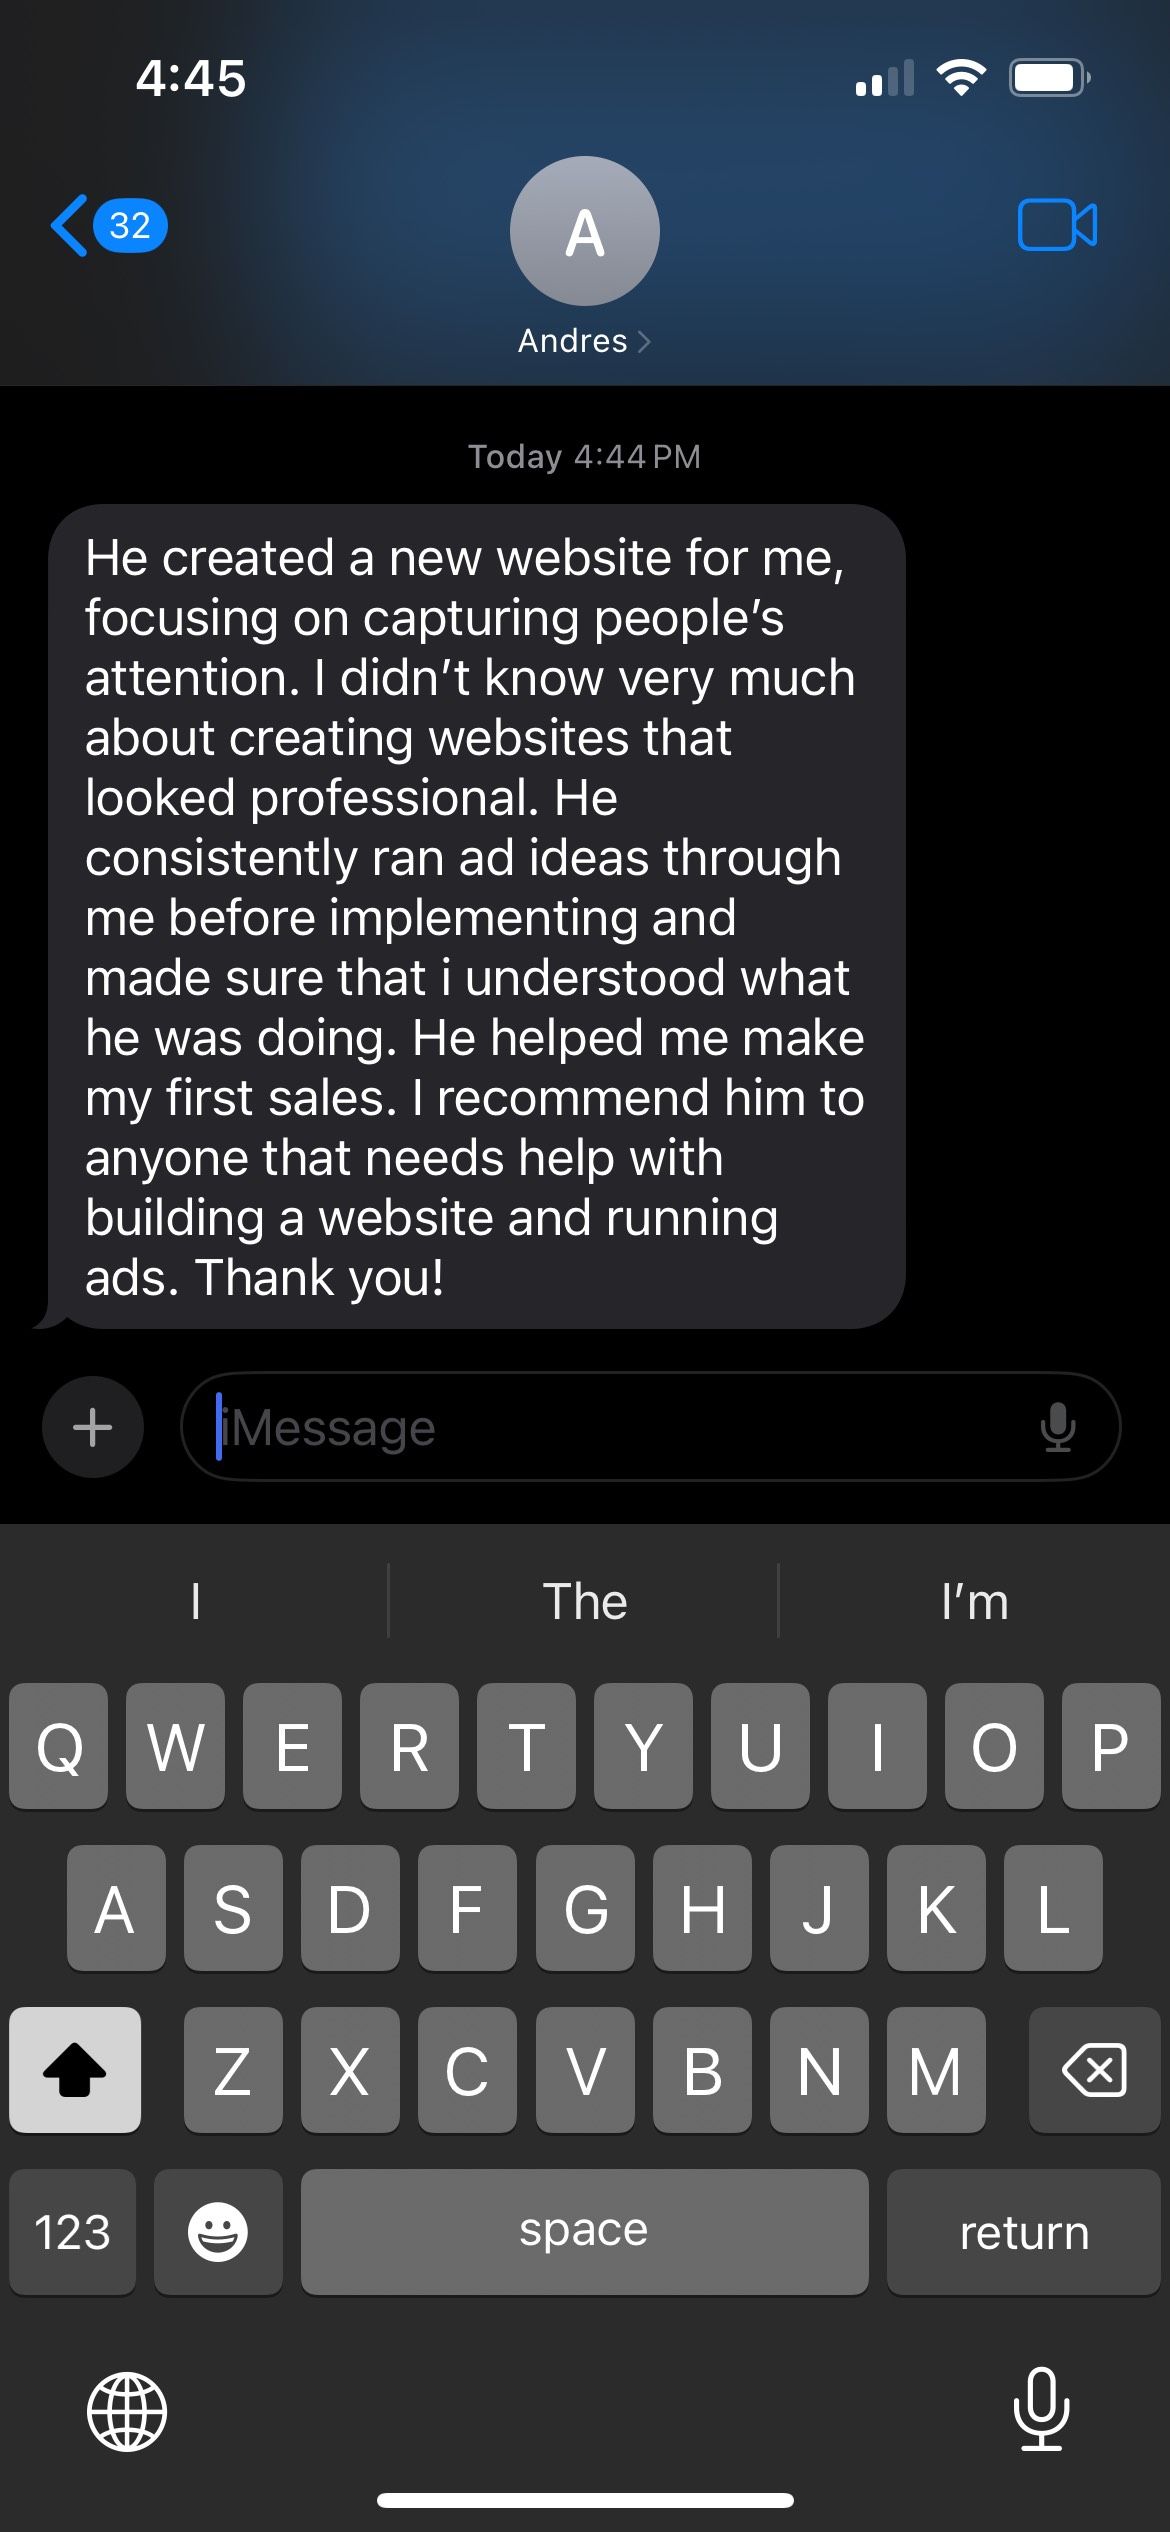 4:45
32
A
Andres
Today 4:44 PM
He created a new website for me,
focusing on capturing people’s
attention. I didn’t know very much
about creating websites that
looked professional. He
consistently ran ad ideas through
me before implementing and
made sure that i understood what
he was doing. He helped me make
my first sales. I recommend him to
anyone that needs help with
building a website and running
ads. Thank you!
iMessage
I The I’m
Q W E R T Y U I O P
A S D F G H J K L
Z X C V B N M
123 space return